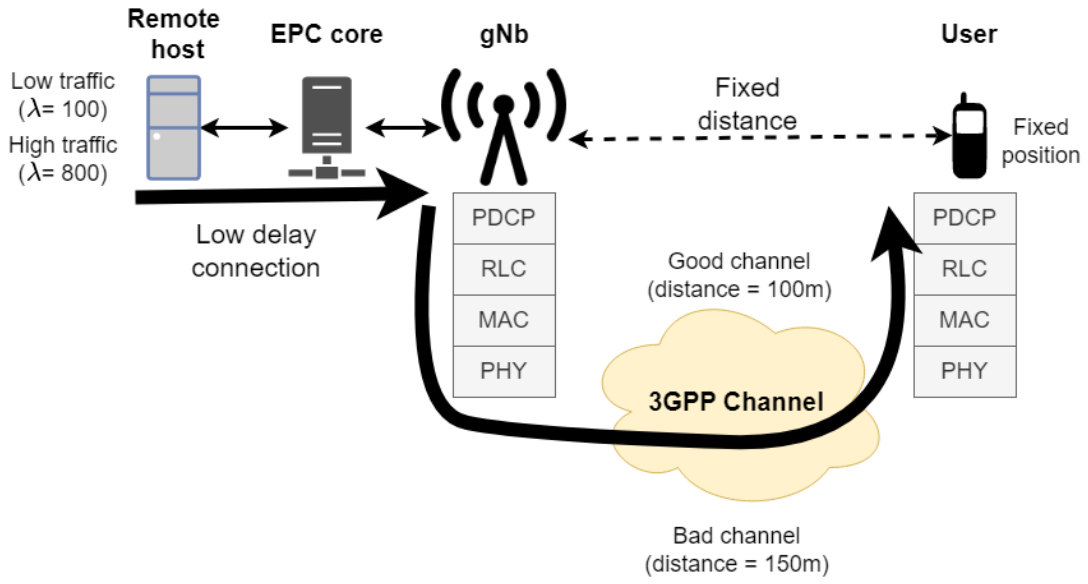 Remote
host
EPC core
gNb
User
Low traffic
(λ= 100)
High traffic
(λ= 800)
Fixed
distance
Fixed
position
Low delay
connection
PDCP
RLC
MAC
PHY
Good channel
(distance = 100m)
3GPP Channel
Bad channel
(distance = 150m)
PDCP
RLC
MAC
PHY